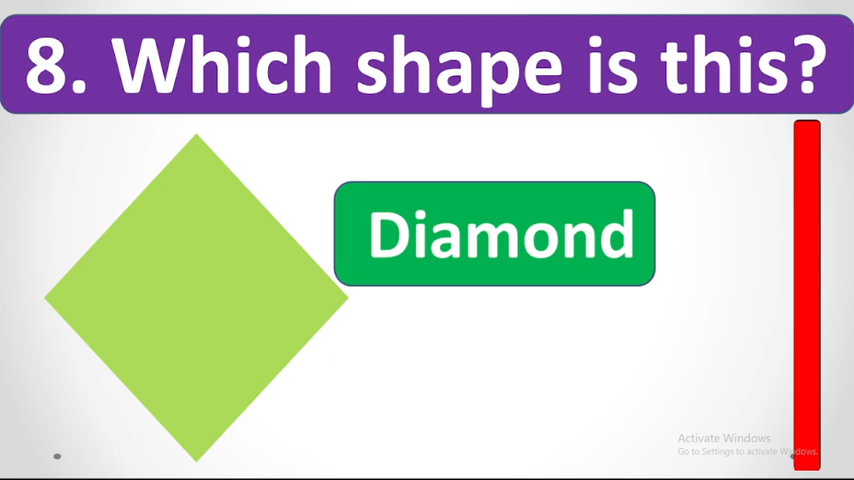 8. Which shape is this?
Diamond
Activate Windows
Go to Settings to activate Windows.